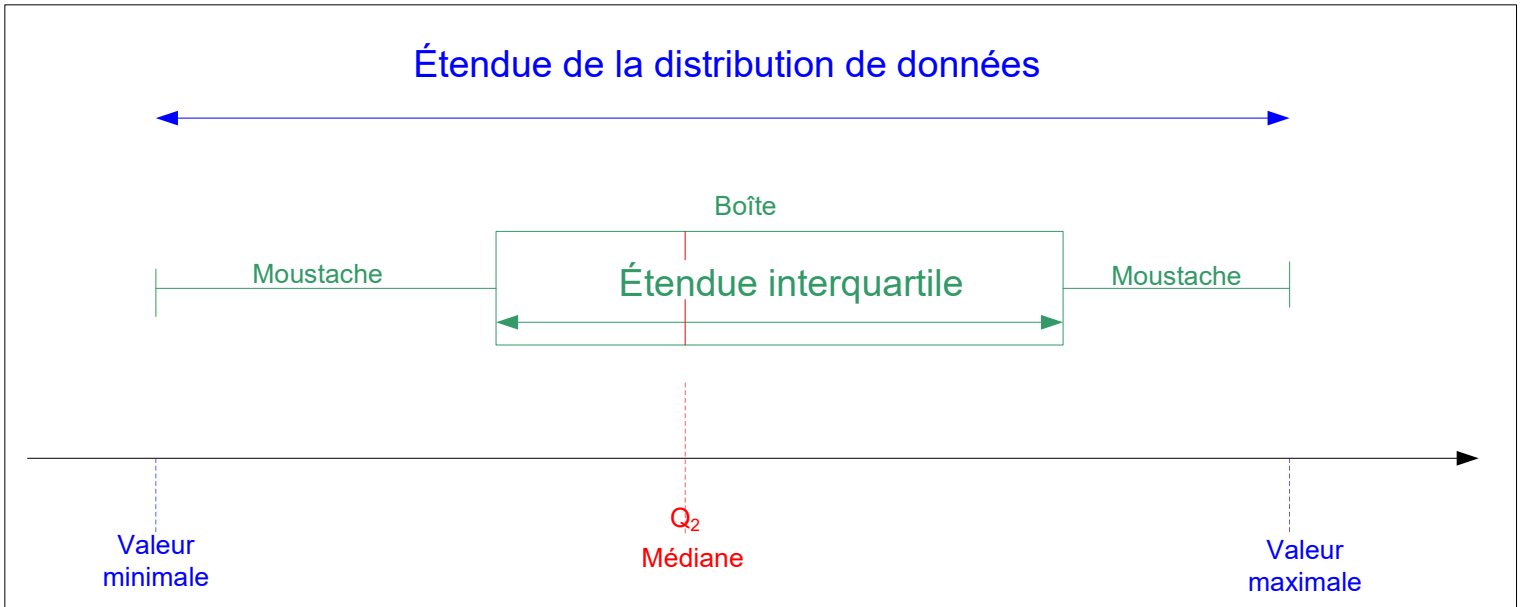 Étendue de la distribution de données
Boîte
Moustache
Étendue interquartile
Moustache
Q₂
Médiane
Valeur
minimale
Valeur
maximale